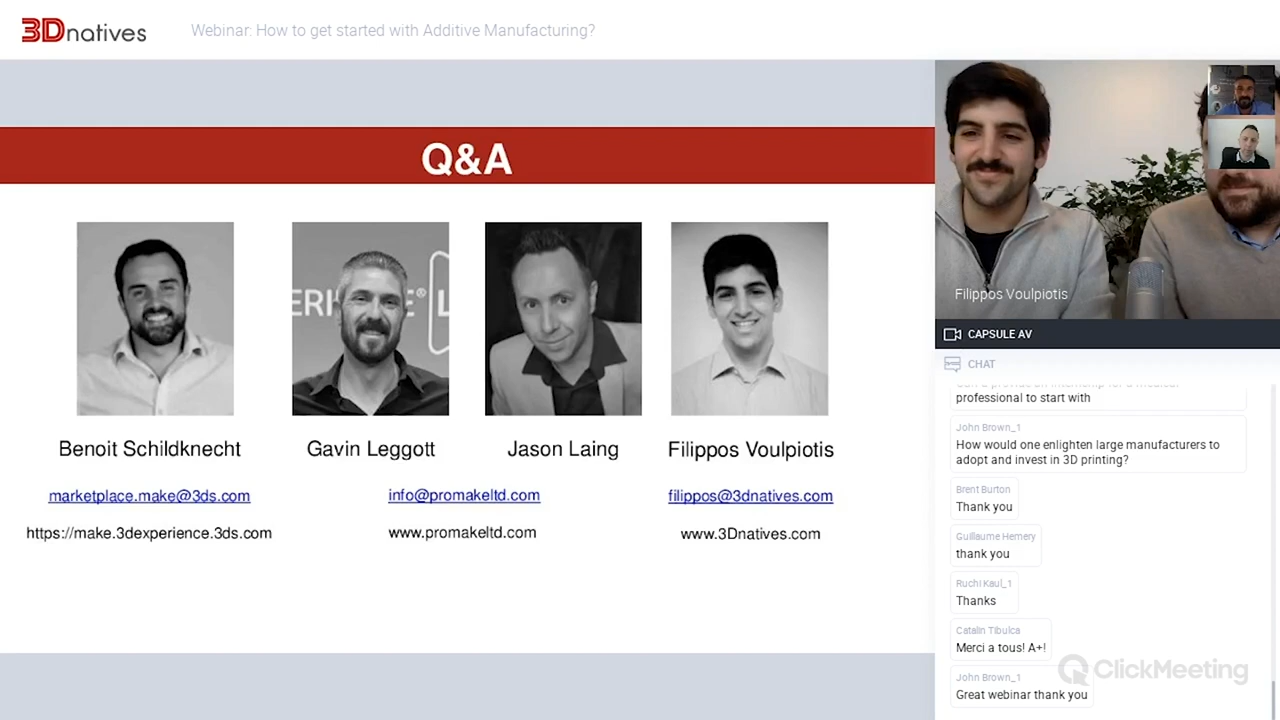 3Dnatives
Webinar: How to get started with Additive Manufacturing?
Q&A
Benoit Schildknecht
Gavin Leggott
Jason Laing
Filippos Voulpiotis
marketplace.make@3ds.com
info@promakeltd.com
filippos@3dnatives.com
https://make.3dexperience.3ds.com
www.promakeltd.com
www.3Dnatives.com
Filippos Voulpiotis
CAPSULE AV
CHAT
professional to start with
John Brown_1
How would one enlighten large manufacturers to
adopt and invest in 3D printing?
Brent Burton
Thank you
Guillaume Hemery
thank you
Ruchi Kaul_1
Thanks
Catalin Tibulca
Merci a tous! A+!
John Brown_1
Great webinar thank you
ClickMeeting